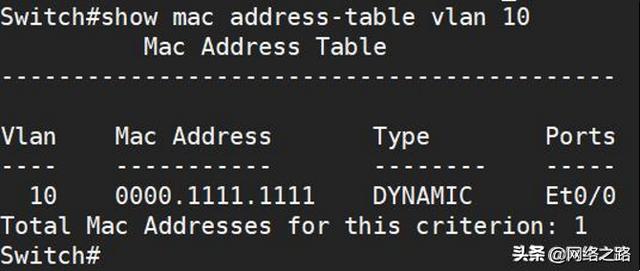 Switch#show mac address-table vlan 10
Mac Address Table
-------------------------------------------
Vlan    Mac Address       Type        Ports
----    -----------       --------    -----
10    0000.1111.1111    DYNAMIC     Et0/0
Total Mac Addresses for this criterion: 1
Switch#
头条 @网络之路